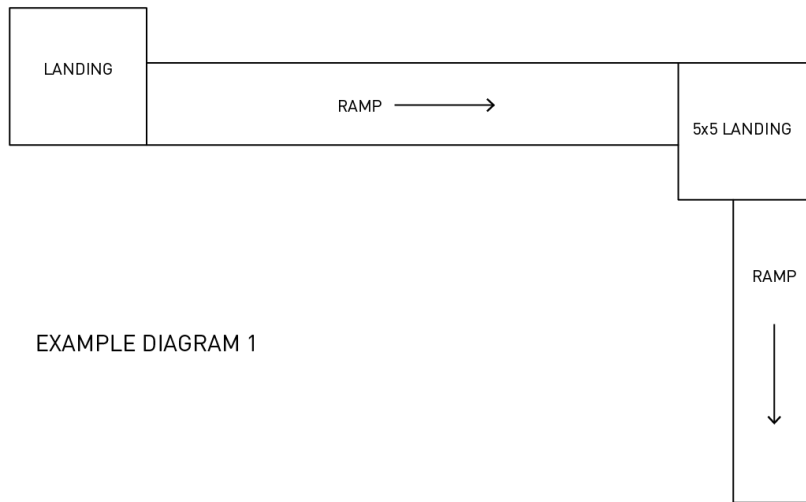 LANDING
RAMP
5x5 LANDING
RAMP
EXAMPLE DIAGRAM 1